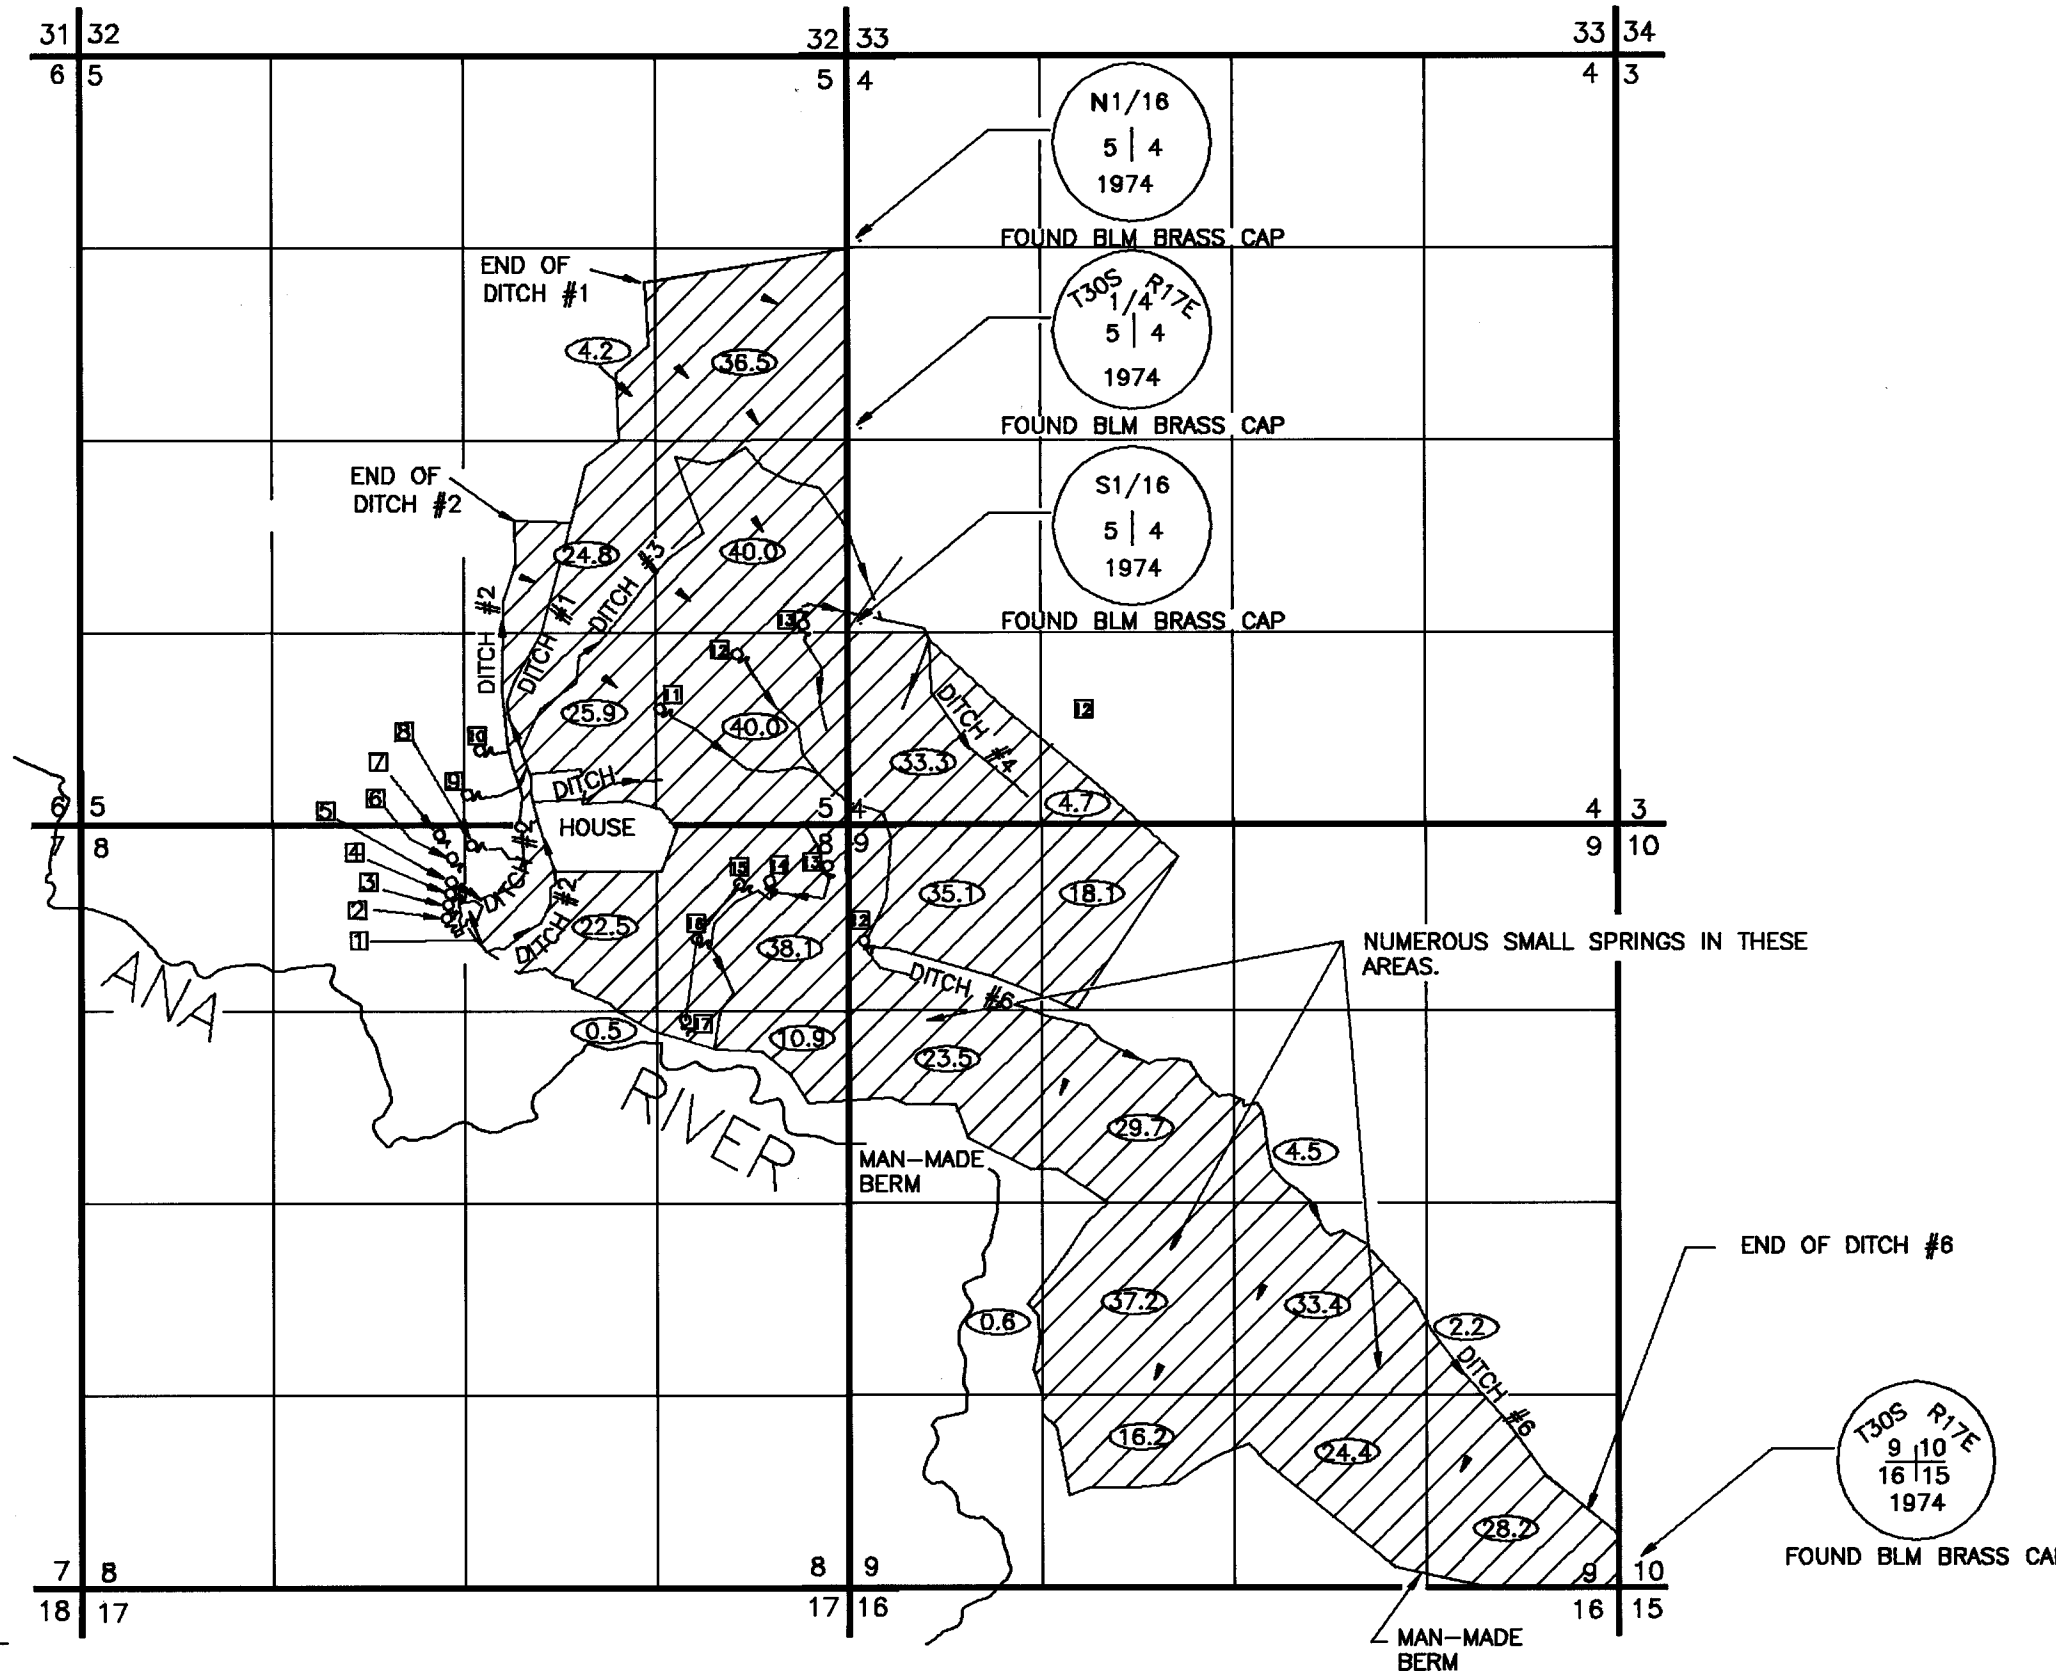 31 32
32 33
33 34
6 5
5 4
4 3
N1/16
5 4
1974
FOUND BLM BRASS CAP
END OF
DITCH #1
T30S R17E
1/4
5 4
1974
FOUND BLM BRASS CAP
4.2
36.5
END OF
DITCH #2
S1/16
5 4
1974
FOUND BLM BRASS CAP
24.8
40.0
DITCH #3
DITCH #2
DITCH #1
13
12
11
12
25.9
40.0
DITCH #4
33.3
10
8
7
9
6
5
DITCH
4.7
6 5
5 4
4 3
HOUSE
7 8
8 9
9 10
4
3
2
1
DITCH #2
DITCH #2
15
14
13
12
16
17
22.5
38.1
35.1
18.1
NUMEROUS SMALL SPRINGS IN THESE
AREAS.
DITCH #6
ANA
RIVER
0.5
10.9
23.5
29.7
4.5
MAN-MADE
BERM
END OF DITCH #6
37.2
33.4
0.6
2.2
DITCH #6
16.2
24.4
28.2
T30S R17E
9 10
16 15
1974
FOUND BLM BRASS CA
7 8
8 9
9 10
18 17
17 16
16 15
MAN-MADE
BERM